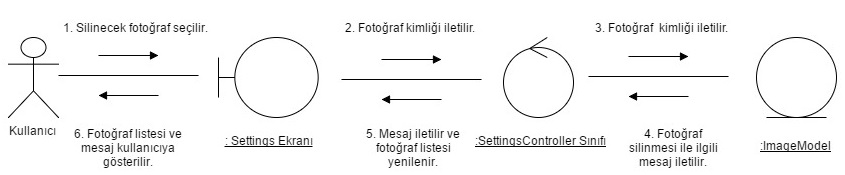 1. Silinecek fotoğraf seçilir.
2. Fotoğraf kimliği iletilir.
3. Fotoğraf kimliği iletilir.
Kullanıcı
6. Fotoğraf listesi ve
mesaj kullanıcıya
gösterilir.
: Settings Ekranı
5. Mesaj iletilir ve
fotoğraf listesi
yenilenir.
:SettingsController Sınıfı
4. Fotoğraf
silinmesi ile ilgili
mesaj iletilir.
:ImageModel